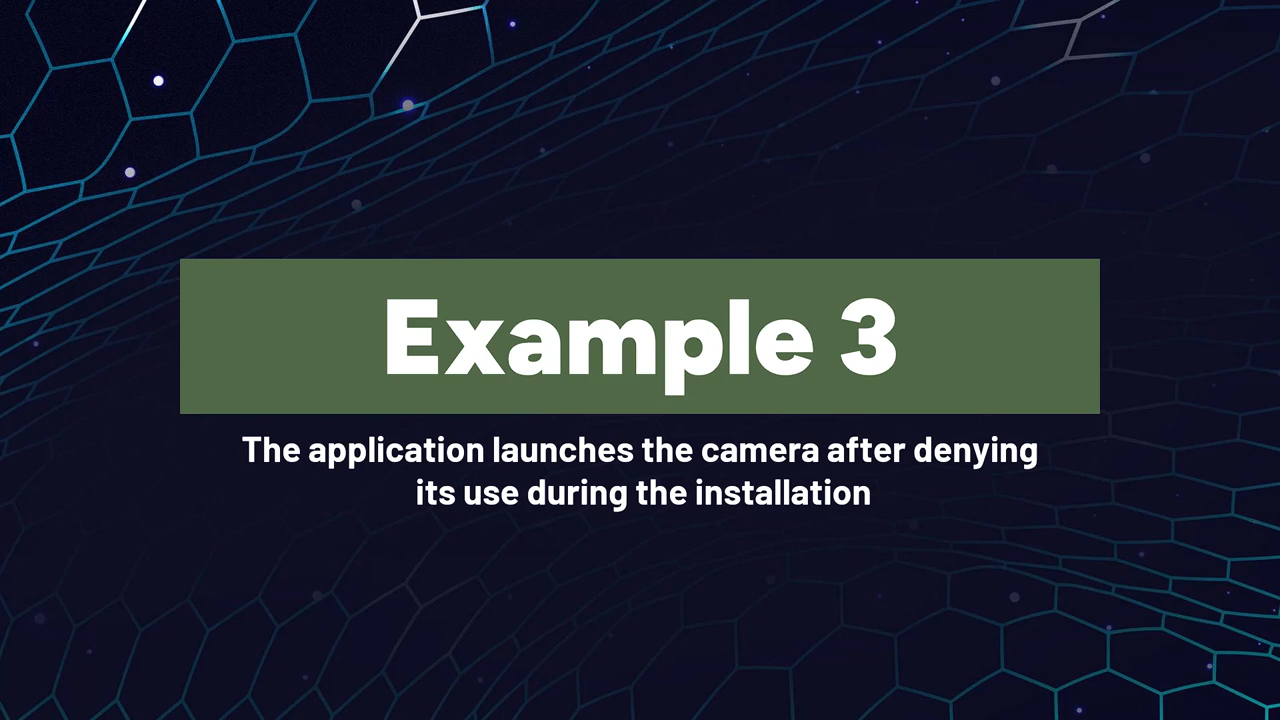 Example 3
The application launches the camera after denying
its use during the installation